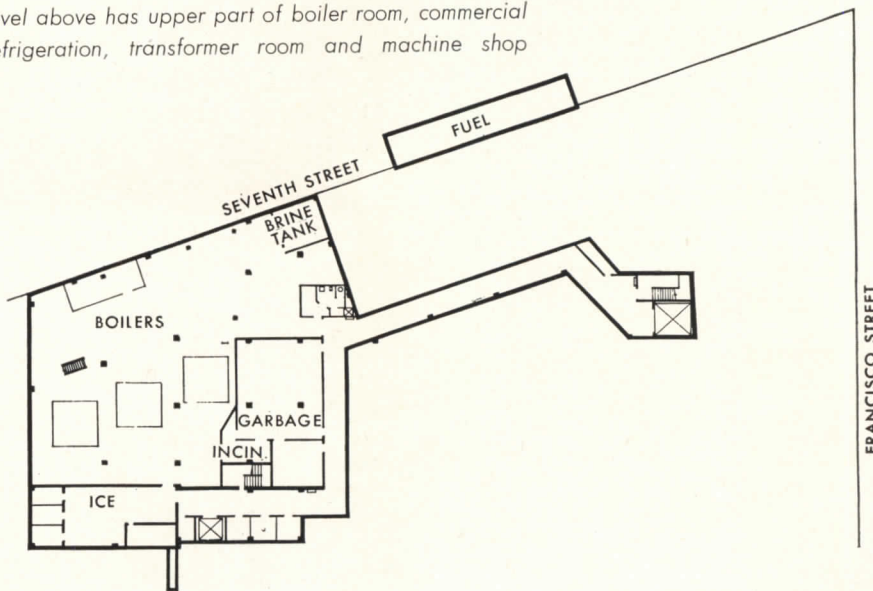 vel above has upper part of boiler room, commercial
efrigeration, transformer room and machine shop
FUEL
SEVENTH STREET
BRINE
TANK
BOILERS
FRANCISCO STREET
GARBAGE
INCIN.
ICE